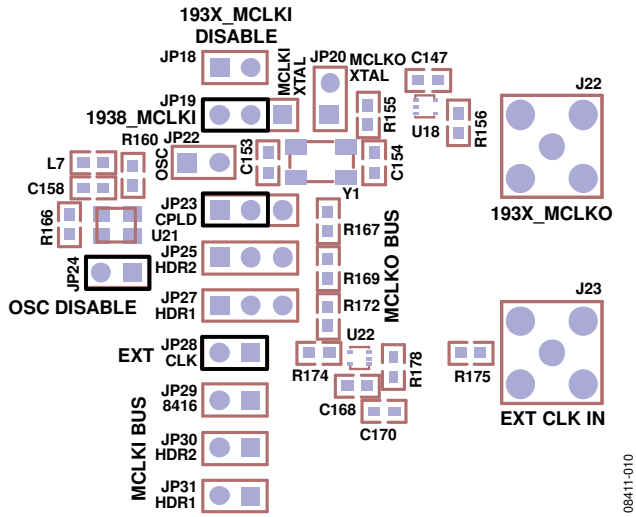 193X_MCLKI
DISABLE
JP18
MCLKI
XTAL
JP20
MCLKO
XTAL
C147
J22
JP19
1938_MCLKI
R155
U18
R156
R160
OSC
JP22
C153
C154
L7
C158
Y1
193X_MCLKO
R166
U21
JP23
CPLD
R167
MCLKO BUS
JP24
JP25
HDR2
R169
J23
OSC DISABLE
JP27
HDR1
R172
U22
EXT
JP28
CLK
R174
R178
R175
MCLKI BUS
JP29
8416
C168
C170
EXT CLK IN
JP30
HDR2
JP31
HDR1
08411-010